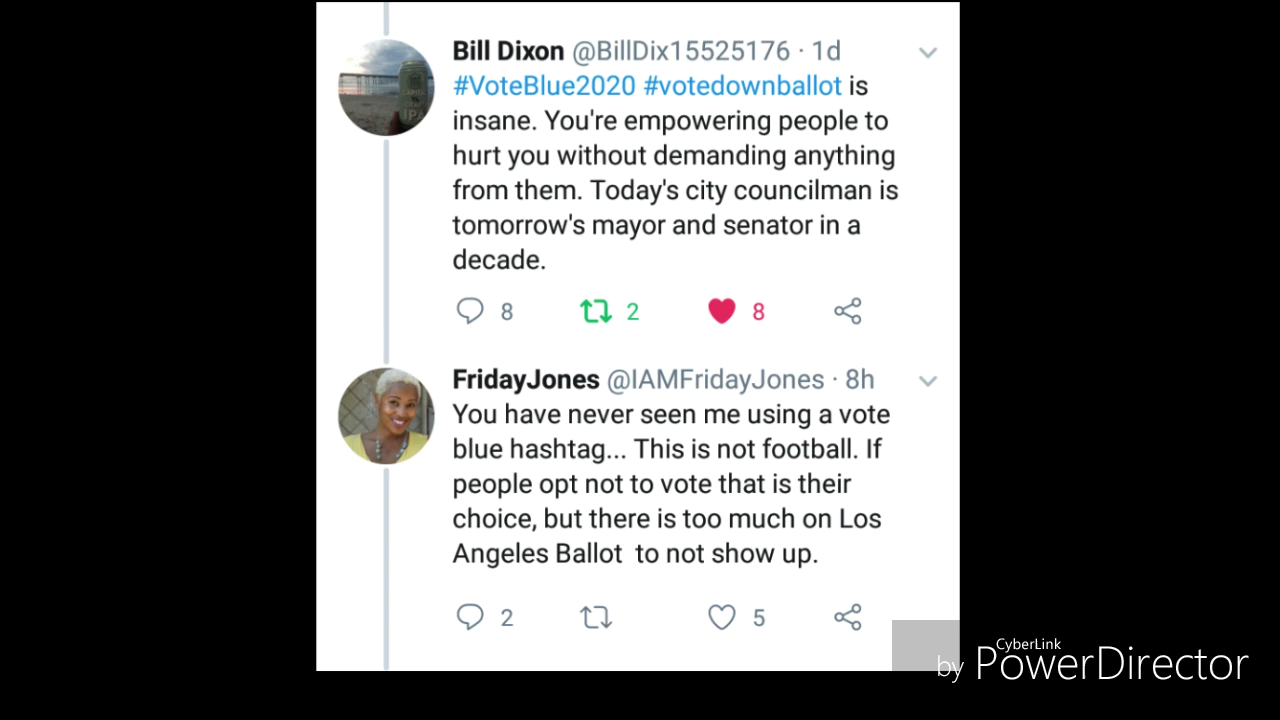 Bill Dixon @BillDix15525176 · 1d
#VoteBlue2020 #votedownballot is
insane. You're empowering people to
hurt you without demanding anything
from them. Today's city councilman is
tomorrow's mayor and senator in a
decade.
8 2 8
FridayJones @IAMFridayJones · 8h
You have never seen me using a vote
blue hashtag... This is not football. If
people opt not to vote that is their
choice, but there is too much on Los
Angeles Ballot  to not show up.
2 5
CyberLink
by PowerDirector